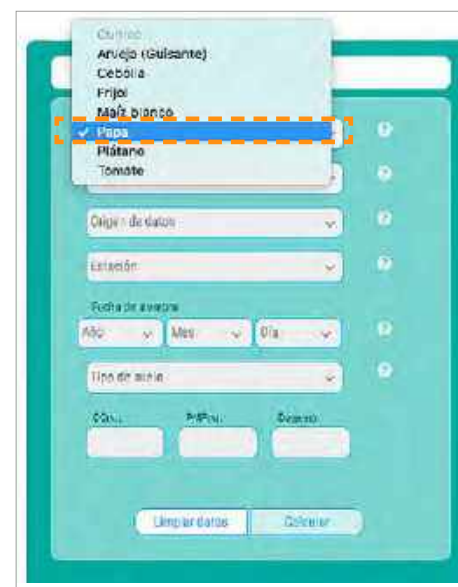 Cultivo
Arveja (Guisante)
Cebolla
Frijol
Maíz blanco
✓ Papa
Plátano
Tomate
Origen de datos
Estación
Fecha de siembra
Año Mes Día
Tipo de suelo
Limpiar datos Calcular